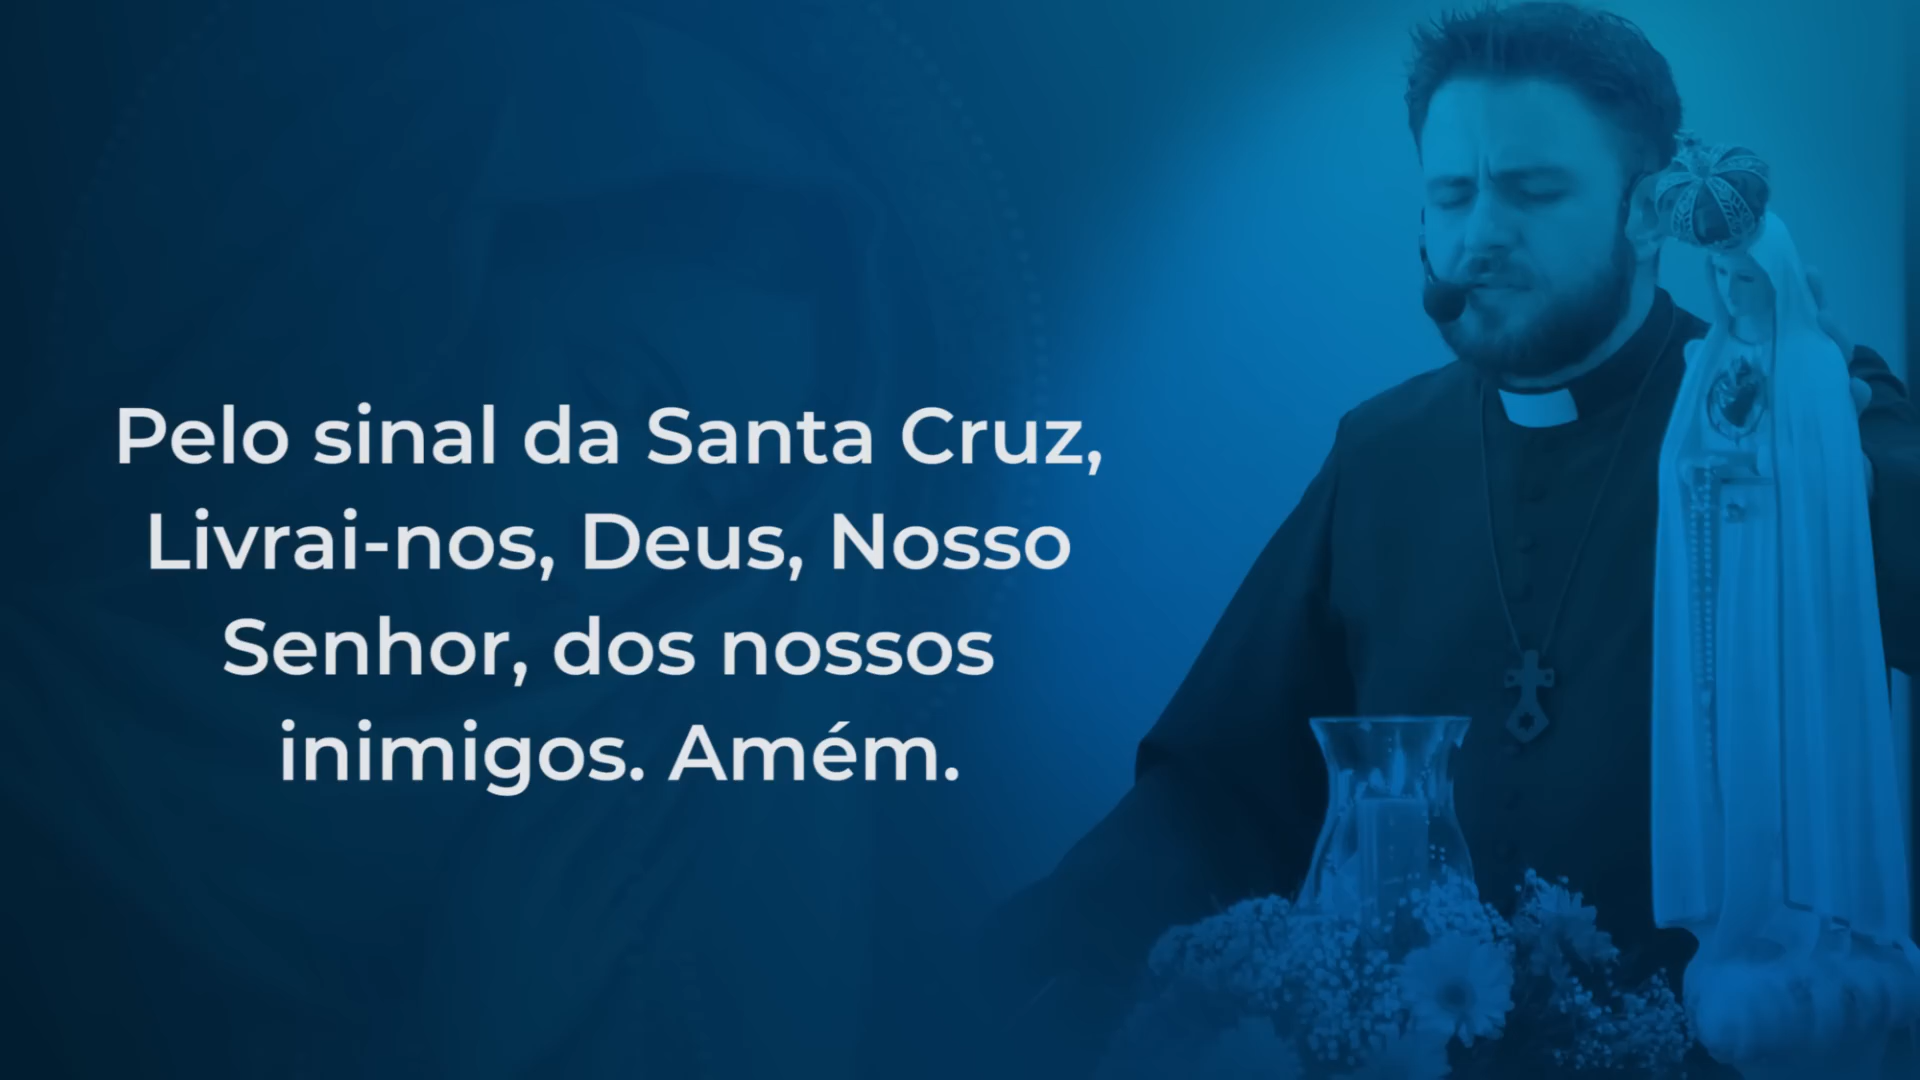 Pelo sinal da Santa Cruz,
Livrai-nos, Deus, Nosso
Senhor, dos nossos
inimigos. Amém.